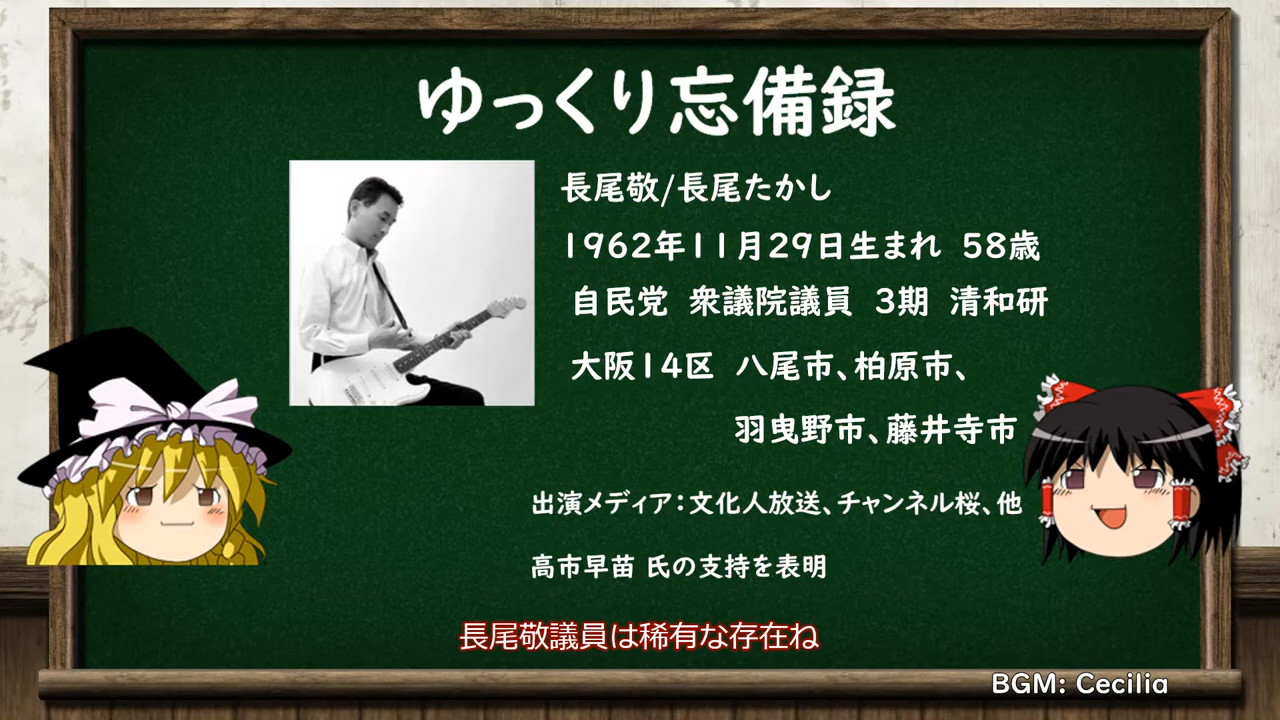 ゆっくり忘備録
長尾敬/長尾たかし
1962年11月29日生まれ 58歳
自民党 衆議院議員 3期 清和研
大阪14区 八尾市、柏原市、
羽曳野市、藤井寺市
出演メディア：文化人放送、チャンネル桜、他
高市早苗 氏の支持を表明
長尾敬議員は稀有な存在ね
BGM: Cecilia